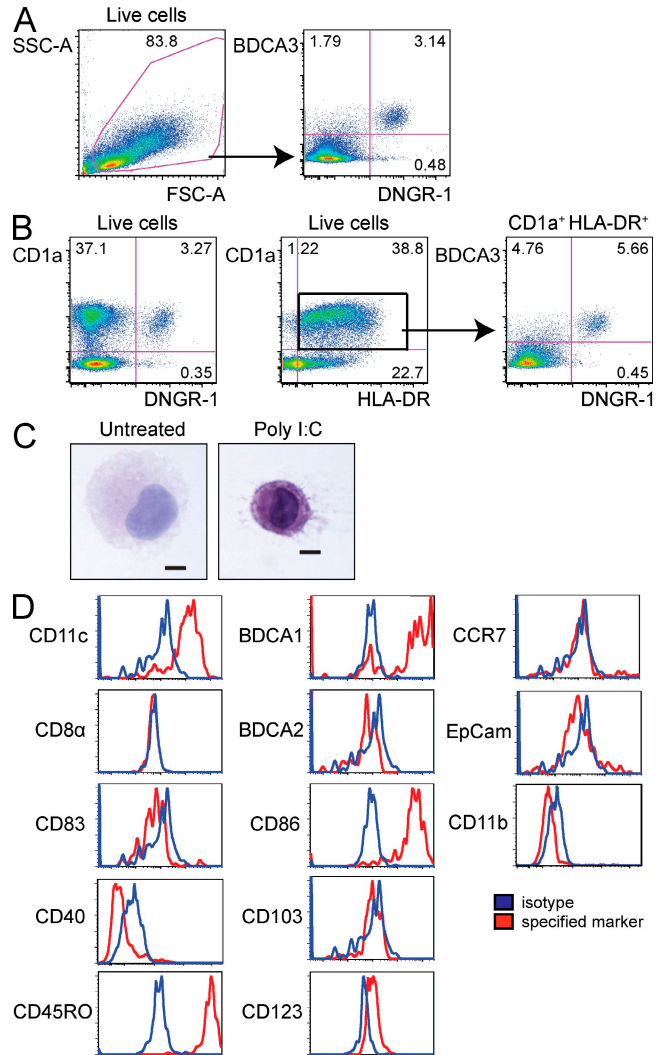 A
Live cells
SSC-A
83.8
FSC-A
BDCA3
1.79
3.14
0.48
DNGR-1
B
Live cells
CD1a
37.1
3.27
0.35
DNGR-1
Live cells
CD1a
1.22
38.8
22.7
HLA-DR
CD1a⁺ HLA-DR⁺
BDCA3
4.76
5.66
0.45
DNGR-1
C
Untreated
Poly I:C
D
CD11c
BDCA1
CCR7
CD8α
BDCA2
EpCam
CD83
CD86
CD11b
CD40
CD103
isotype
specified marker
CD45RO
CD123